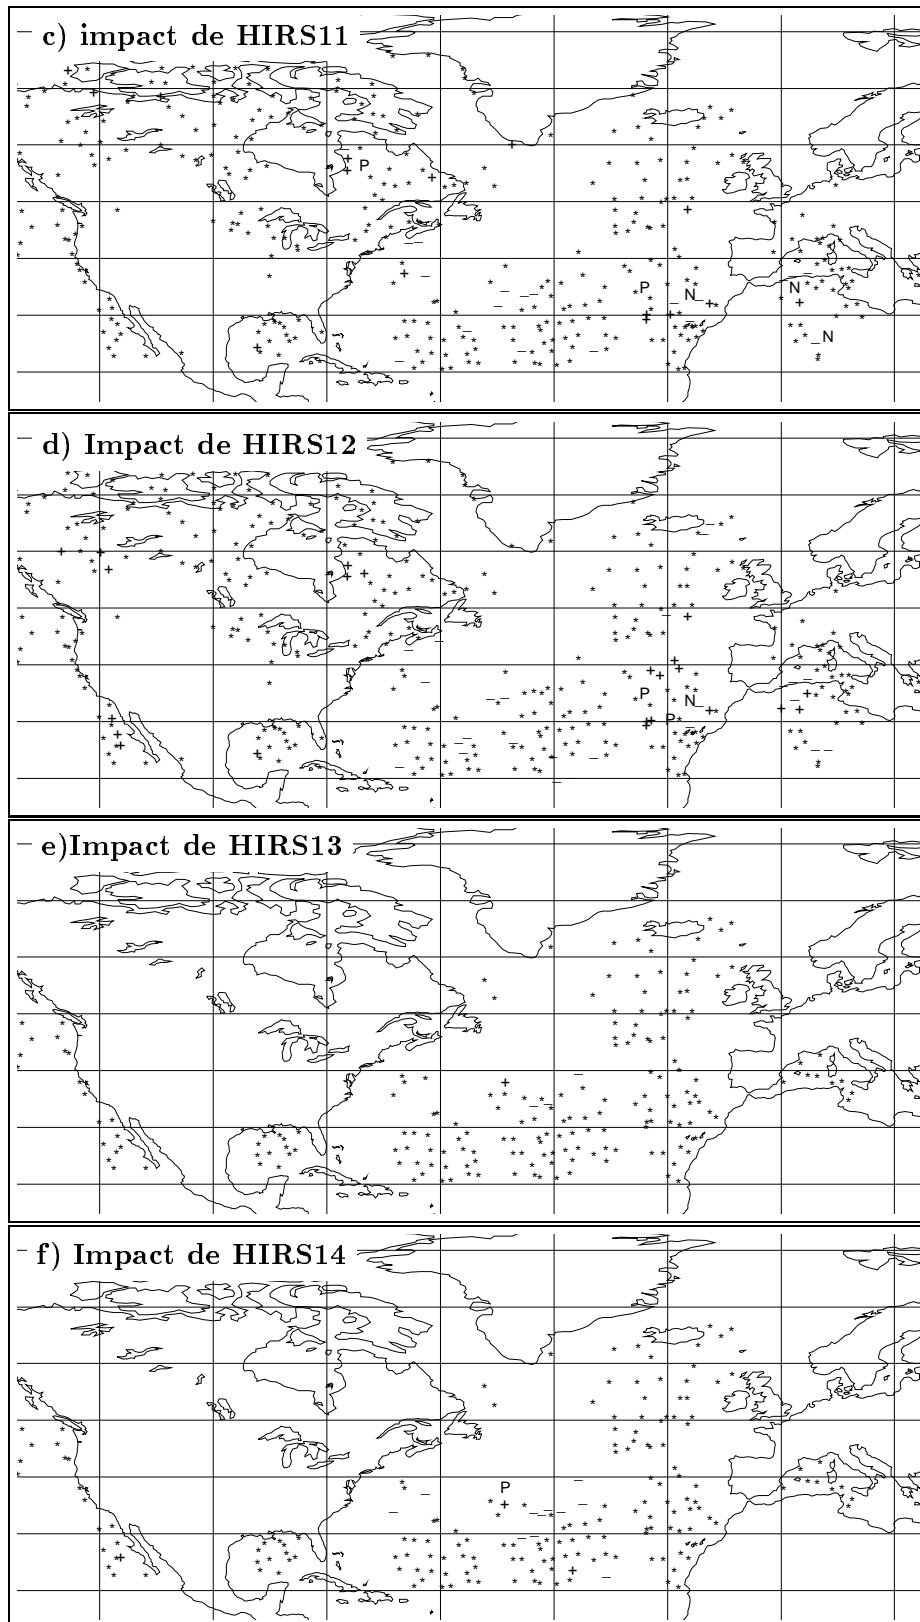 c) impact de HIRS11
P
P
N
N
N
d) Impact de HIRS12
P
N
P
e)Impact de HIRS13
f) Impact de HIRS14
P